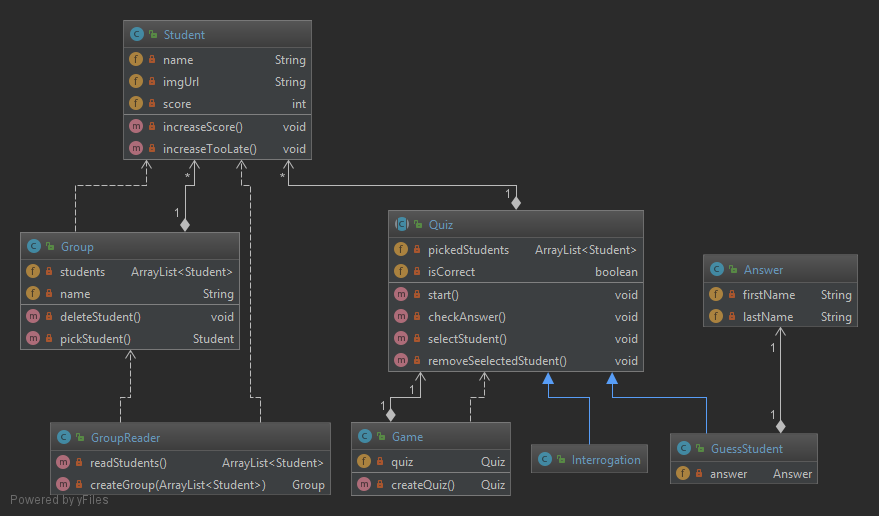 Student
name String
imgUrl String
score int
increaseScore() void
increaseTooLate() void
* *
1 1
Group
students ArrayList<Student>
name String
deleteStudent() void
pickStudent() Student
Quiz
pickedStudents ArrayList<Student>
isCorrect boolean
start() void
checkAnswer() void
selectStudent() void
removeSeelectedStudent() void
Answer
firstName String
lastName String
1
1
1
1
GroupReader
readStudents() ArrayList<Student>
createGroup(ArrayList<Student>) Group
Game
quiz Quiz
createQuiz() Quiz
Interrogation
GuessStudent
answer Answer
Powered by yFiles